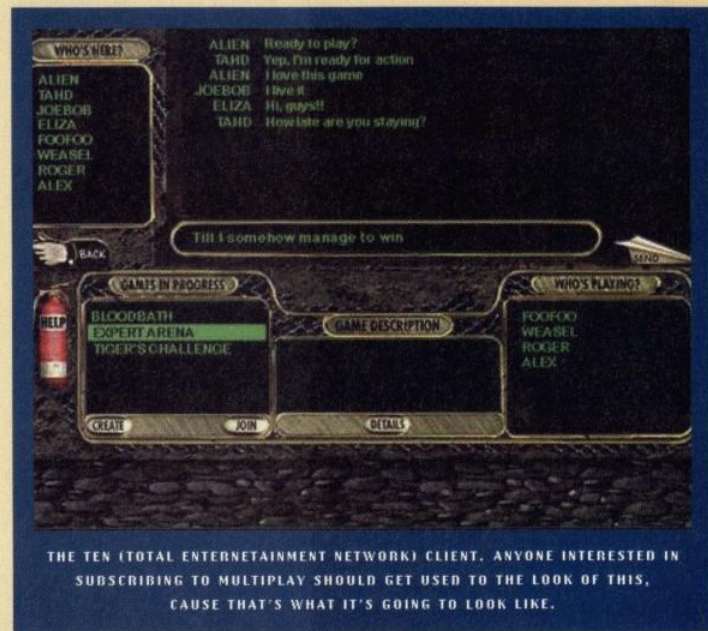 WHO'S HERE?
ALIEN
TAHD
JOEBOB
ELIZA
FOOFOO
WEASEL
ROGER
ALEX
ALIEN Ready to play?
TAHD Yep, I'm ready for action
ALIEN I love this game
JOEBOB I live it
ELIZA Hi, guys!!
TAHD How late are you staying?
Till I somehow manage to win
BACK
SEND
HELP
GAMES IN PROGRESS
BLOODBATH
EXPERT ARENA
TIGER'S CHALLENGE
CREATE JOIN
GAME DESCRIPTION
DETAILS
WHO'S PLAYING?
FOOFOO
WEASEL
ROGER
ALEX
THE TEN (TOTAL ENTERNETAINMENT NETWORK) CLIENT. ANYONE INTERESTED IN
SUBSCRIBING TO MULTIPLAY SHOULD GET USED TO THE LOOK OF THIS,
CAUSE THAT'S WHAT IT'S GOING TO LOOK LIKE.